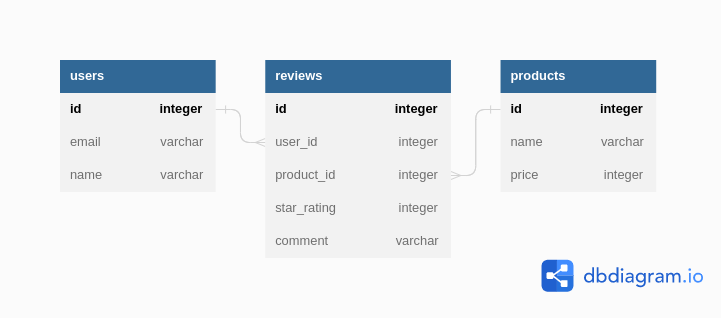 users
id integer
email varchar
name varchar
reviews
id integer
user_id integer
product_id integer
star_rating integer
comment varchar
products
id integer
name varchar
price integer
dbdiagram.io